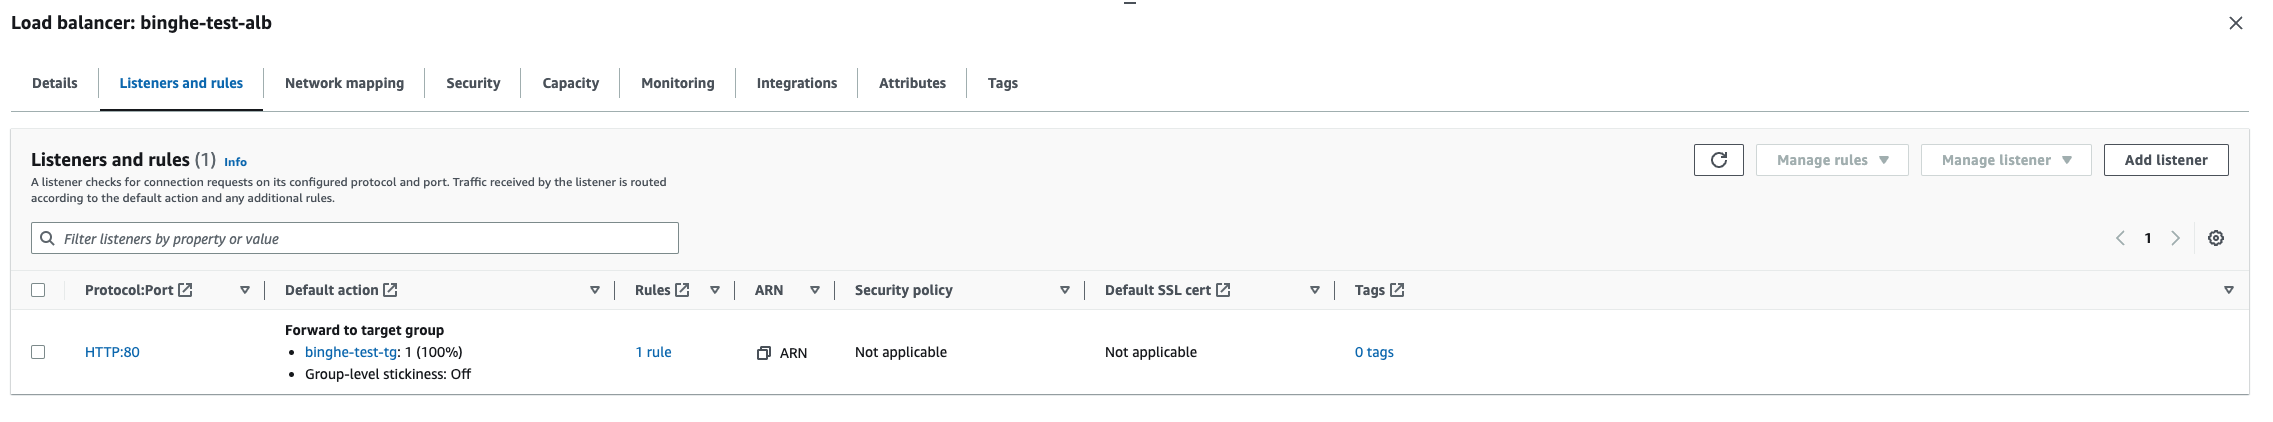 Load balancer: binghe-test-alb
Details
Listeners and rules
Network mapping
Security
Capacity
Monitoring
Integrations
Attributes
Tags
Listeners and rules (1) Info
A listener checks for connection requests on its configured protocol and port. Traffic received by the listener is routed
according to the default action and any additional rules.
Manage rules
Manage listener
Add listener
Filter listeners by property or value
1
Protocol:Port
Default action
Rules
ARN
Security policy
Default SSL cert
Tags
HTTP:80
Forward to target group
• binghe-test-tg: 1 (100%)
• Group-level stickiness: Off
1 rule
ARN
Not applicable
Not applicable
0 tags